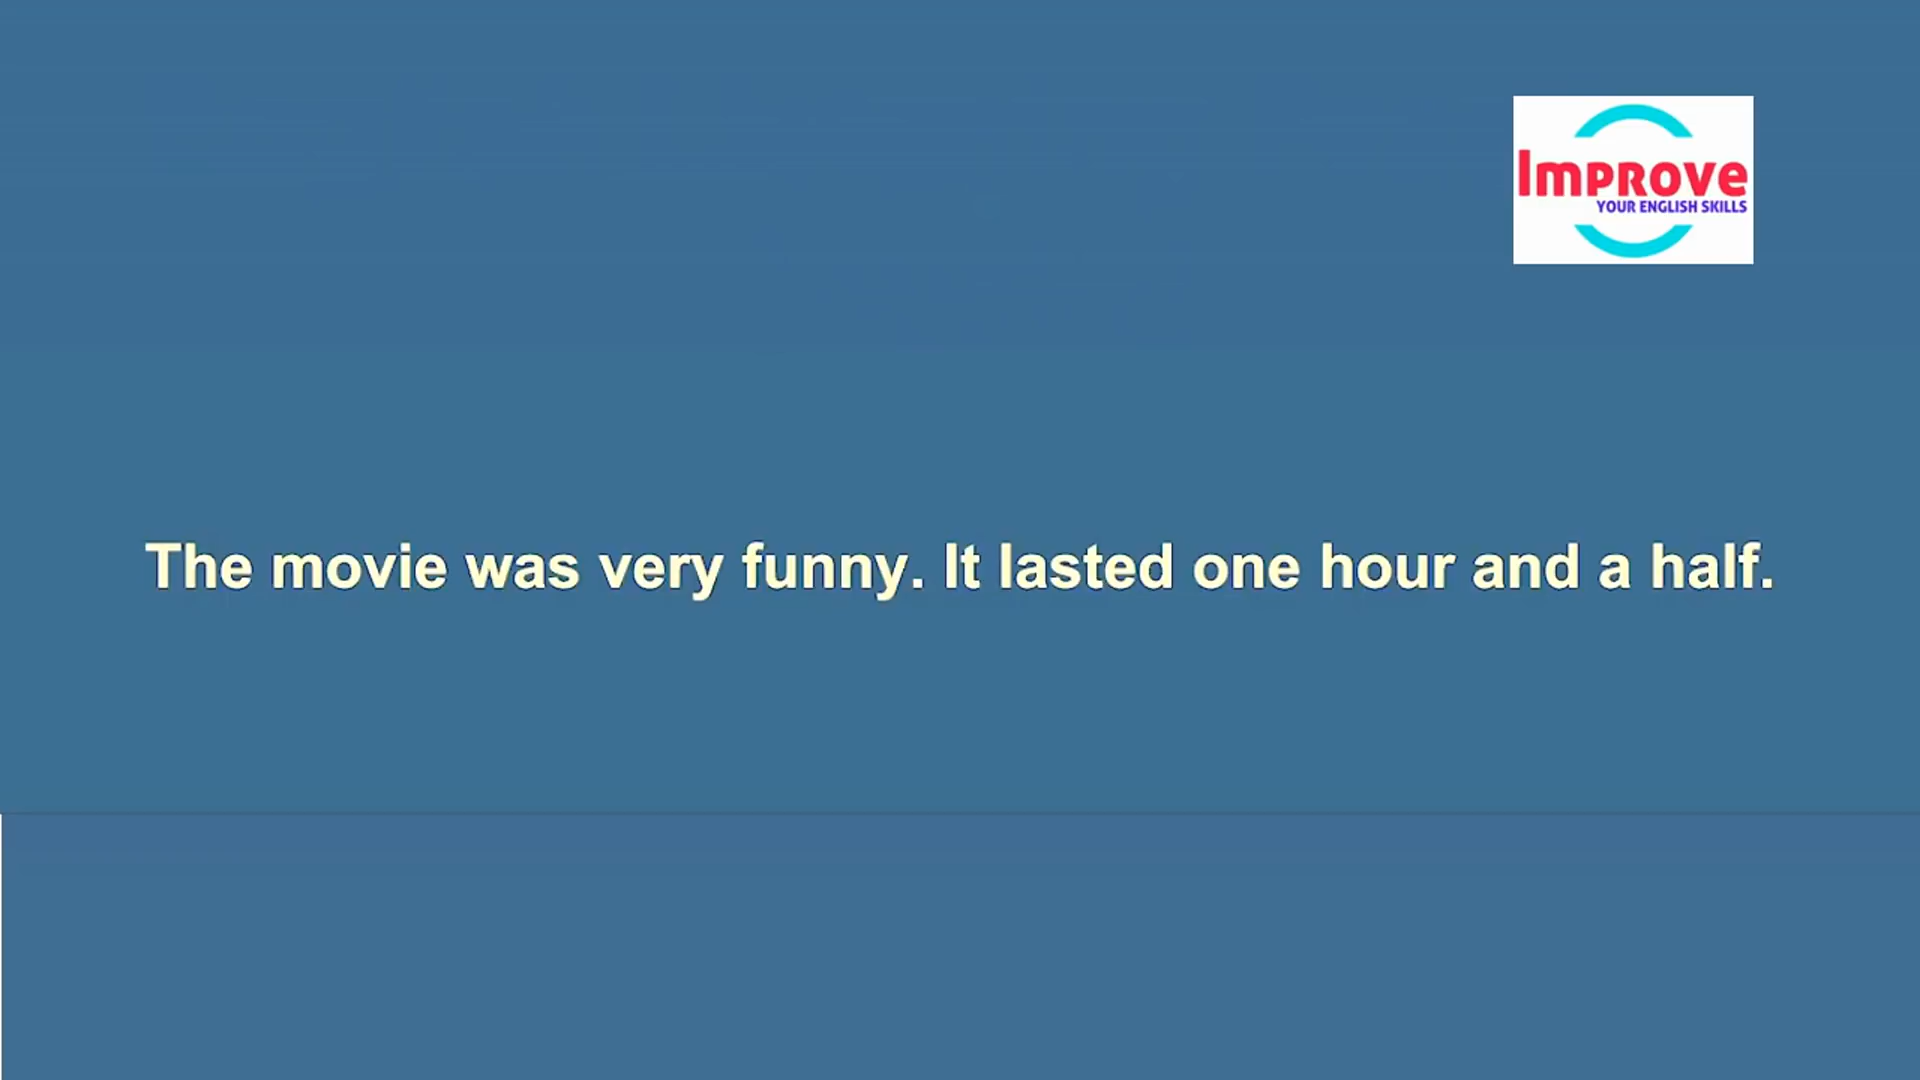 Improve
YOUR ENGLISH SKILLS
The movie was very funny. It lasted one hour and a half.